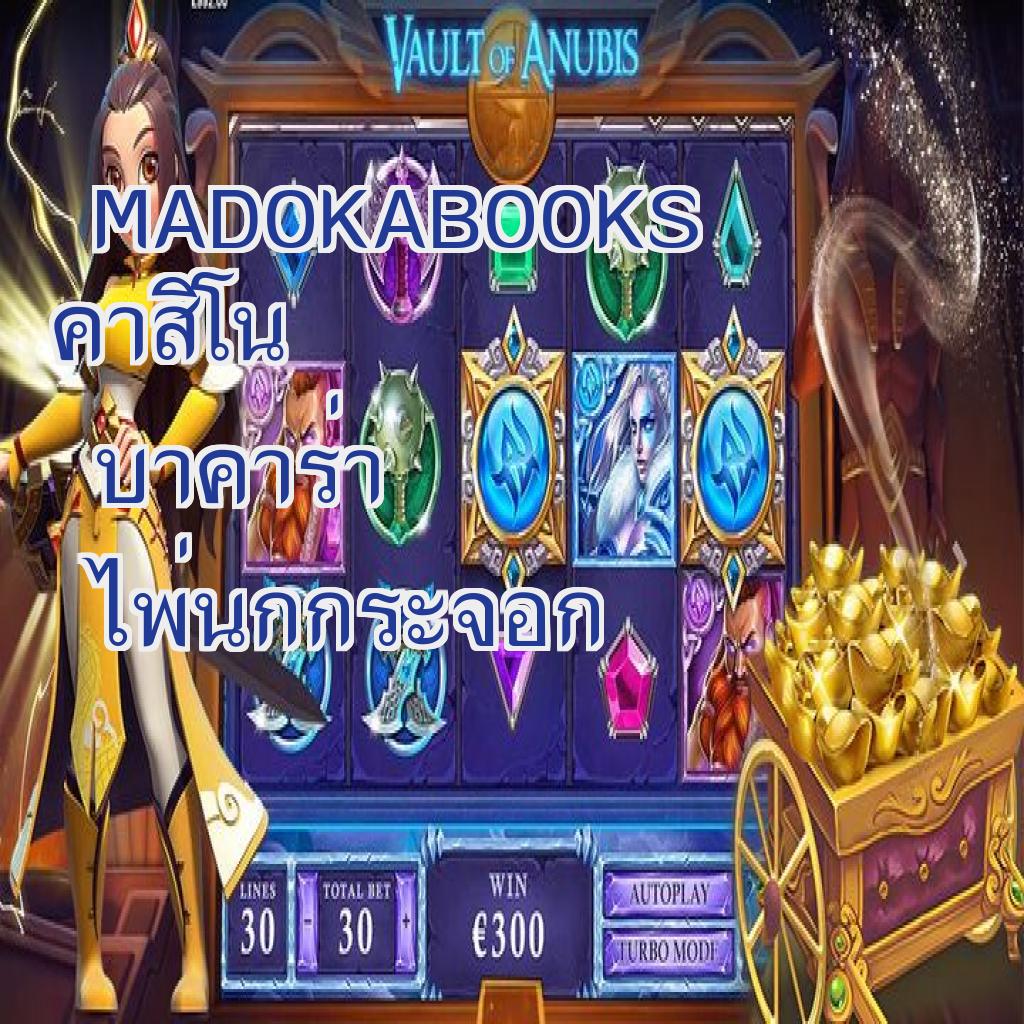 VAULT OF ANUBIS
MADOKABOOKS
คาสิโน
บาคาร่า
ไพ่นกกระจอก
LINES
30
TOTAL BET
- 30 +
WIN
€300
AUTOPLAY
TURBO MODE